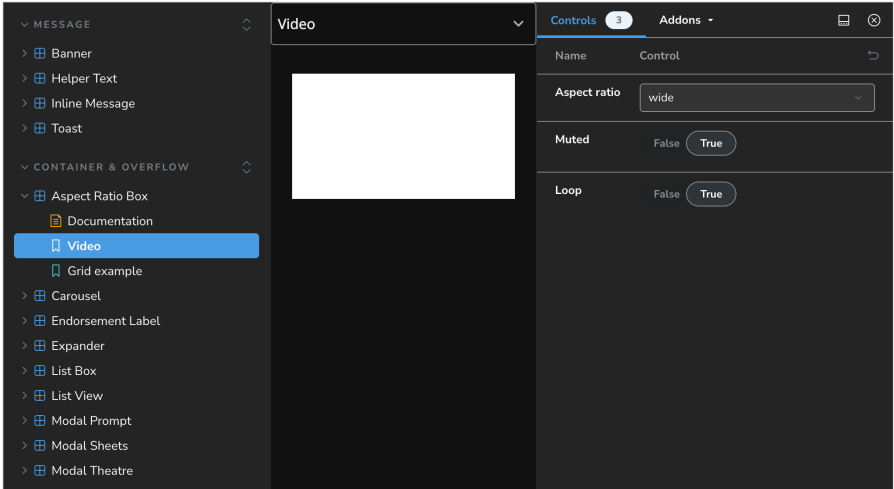 MESSAGE
Banner
Helper Text
Inline Message
Toast
CONTAINER & OVERFLOW
Aspect Ratio Box
Documentation
Video
Grid example
Carousel
Endorsement Label
Expander
List Box
List View
Modal Prompt
Modal Sheets
Modal Theatre
Video
Controls 3 Addons
Name Control
Aspect ratio wide
Muted False True
Loop False True